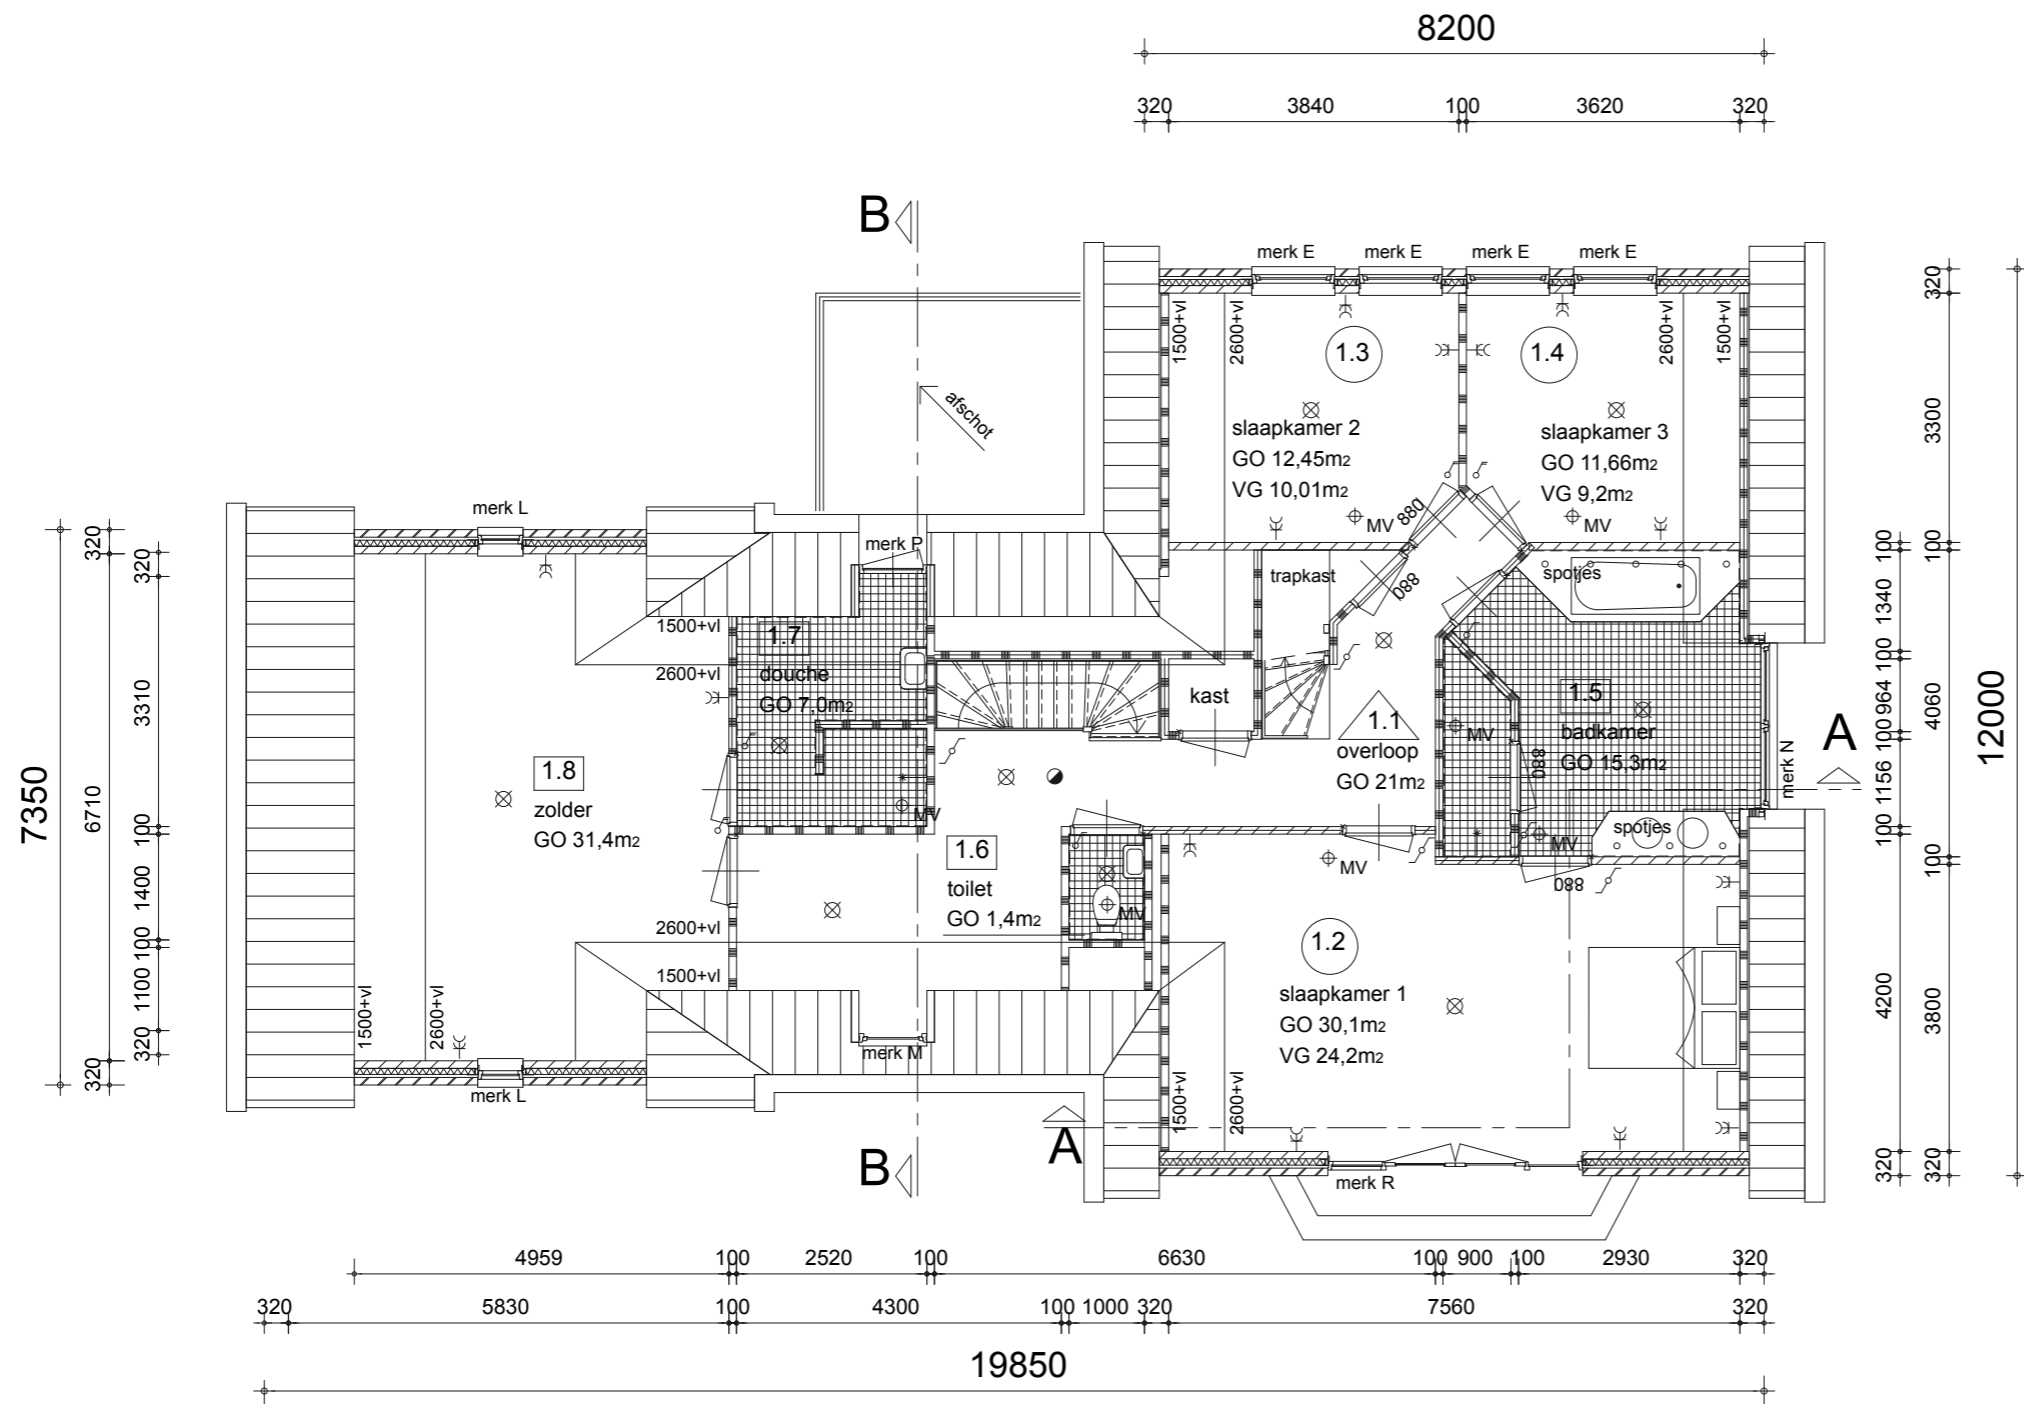 8200
320 3840 100 3620 320
B
merk E merk E merk E merk E
1500+vl 2600+vl 2600+vl 1500+vl
1.3 1.4
afschot
slaapkamer 2
GO 12,45m2
VG 10,01m2
slaapkamer 3
GO 11,66m2
VG 9,2m2
MV MV
880
880
merk L
merk P
trapkast
spotjes
1500+vl
2600+vl
1.7
douche
GO 7,0m2
MV
kast
1.1
overloop
GO 21m2
MV
1.5
badkamer
GO 15,3m2
880
merk N
A
spotjes
MV
880
1.8
zolder
GO 31,4m2
1.6
toilet
GO 1,4m2
MV
MV
2600+vl
1500+vl
1.2
slaapkamer 1
GO 30,1m2
VG 24,2m2
1500+vl 2600+vl
1500+vl 2600+vl
merk M
merk L
A
B
merk R
7350
320 6710 320
320 3310 100 1400 100 1100 320
100 1340 100 964 100 1156 100 4200 320
320 3300 100 4060 100 3800 320
12000
4959 100 2520 100 6630 100 900 100 2930 320
320 5830 100 4300 100 1000 320 7560 320
19850